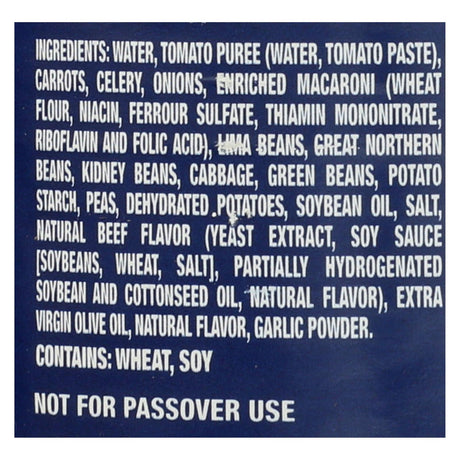 INGREDIENTS: WATER, TOMATO PUREE (WATER, TOMATO PASTE),
CARROTS, CELERY, ONIONS, ENRICHED MACARONI (WHEAT
FLOUR, NIACIN, FERROUR SULFATE, THIAMIN MONONITRATE,
RIBOFLAVIN AND FOLIC ACID), LIMA BEANS, GREAT NORTHERN
BEANS, KIDNEY BEANS, CABBAGE, GREEN BEANS, POTATO
STARCH, PEAS, DEHYDRATED POTATOES, SOYBEAN OIL, SALT,
NATURAL BEEF FLAVOR (YEAST EXTRACT, SOY SAUCE
[SOYBEANS, WHEAT, SALT], PARTIALLY HYDROGENATED
SOYBEAN AND COTTONSEED OIL, NATURAL FLAVOR), EXTRA
VIRGIN OLIVE OIL, NATURAL FLAVOR, GARLIC POWDER.
CONTAINS: WHEAT, SOY
NOT FOR PASSOVER USE